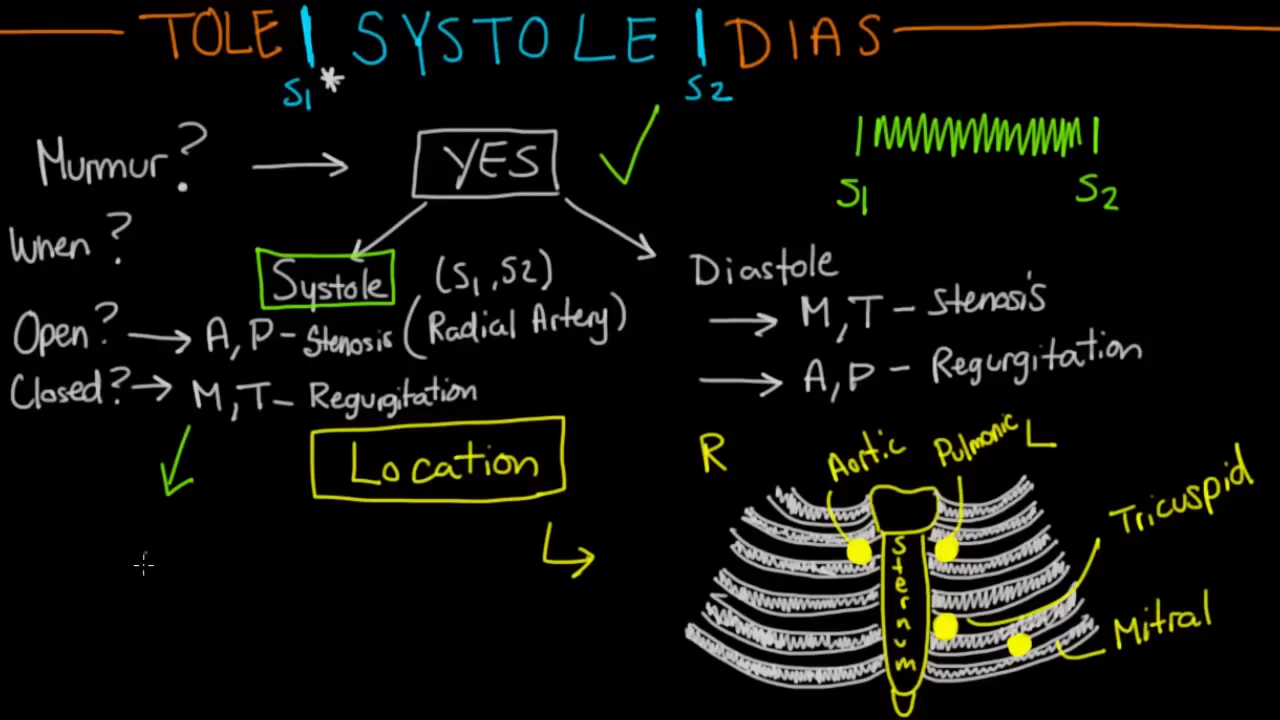 TOLE | SYSTOLE | DIAS
S1 * S2
Murmur? → YES
S1 S2
When?
Systole (S1, S2)
Diastole
Open? → A, P - Stenosis (Radial Artery)
→ M, T - Stenosis
Closed? → M, T - Regurgitation
→ A, P - Regurgitation
Location
R Aortic Pulmonic L
Tricuspid
Mitral
Sternum